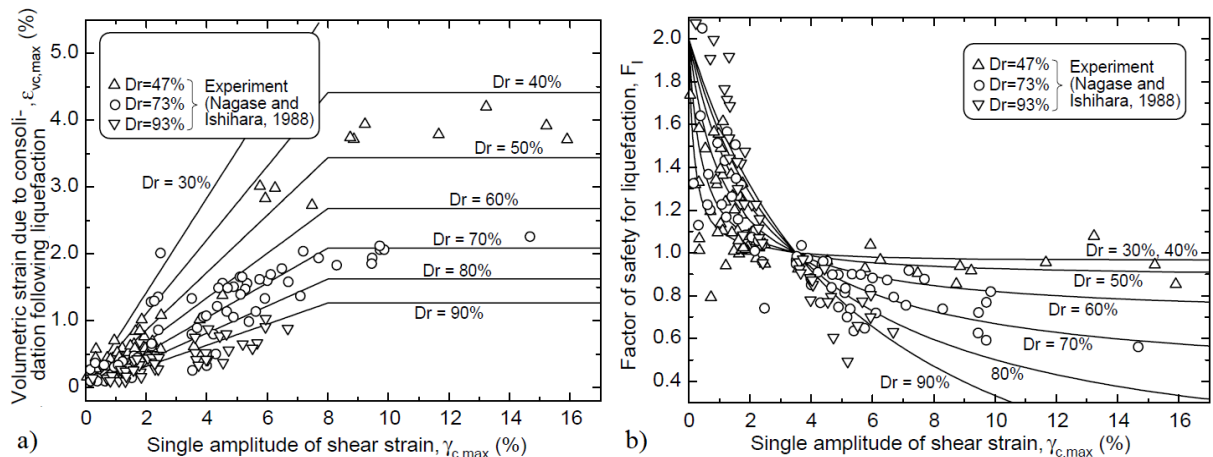 Volumetric strain due to consoli-
dation following liquefaction
, ε_vc,max (%)
5.0
4.0
3.0
2.0
1.0
0
0
2
4
6
8
10
12
14
16
Single amplitude of shear strain, γ_c,max (%)
a)
△ Dr=47%
○ Dr=73%
▽ Dr=93%
Experiment
(Nagase and
Ishihara, 1988)
Dr = 30%
Dr = 40%
Dr = 50%
Dr = 60%
Dr = 70%
Dr = 80%
Dr = 90%
Factor of safety for liquefaction, F_l
2.0
1.8
1.6
1.4
1.2
1.0
0.8
0.6
0.4
0
2
4
6
8
10
12
14
16
Single amplitude of shear strain, γ_c,max (%)
b)
△ Dr=47%
○ Dr=73%
▽ Dr=93%
Experiment
(Nagase and
Ishihara, 1988)
Dr = 30%, 40%
Dr = 50%
Dr = 60%
Dr = 70%
80%
Dr = 90%